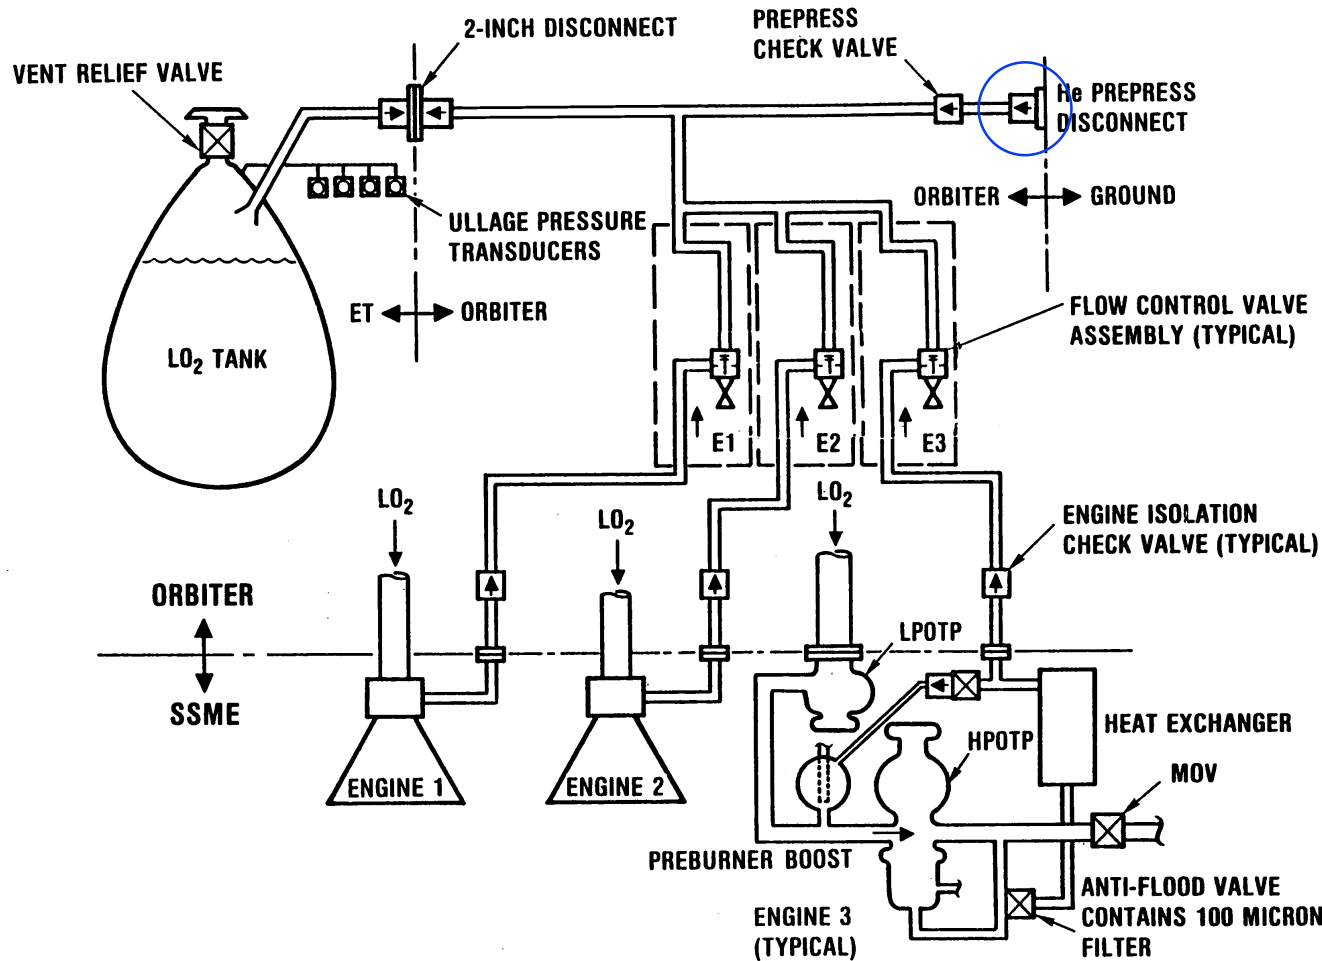 2-INCH DISCONNECT
PREPRESS
CHECK VALVE
VENT RELIEF VALVE
He PREPRESS
DISCONNECT
ORBITER
GROUND
ULLAGE PRESSURE
TRANSDUCERS
ET
ORBITER
FLOW CONTROL VALVE
ASSEMBLY (TYPICAL)
LO2 TANK
E1
E2
E3
LO2
LO2
LO2
ENGINE ISOLATION
CHECK VALVE (TYPICAL)
ORBITER
SSME
LPOTP
HEAT EXCHANGER
HPOTP
MOV
ENGINE 1
ENGINE 2
PREBURNER BOOST
ENGINE 3
(TYPICAL)
ANTI-FLOOD VALVE
CONTAINS 100 MICRON
FILTER